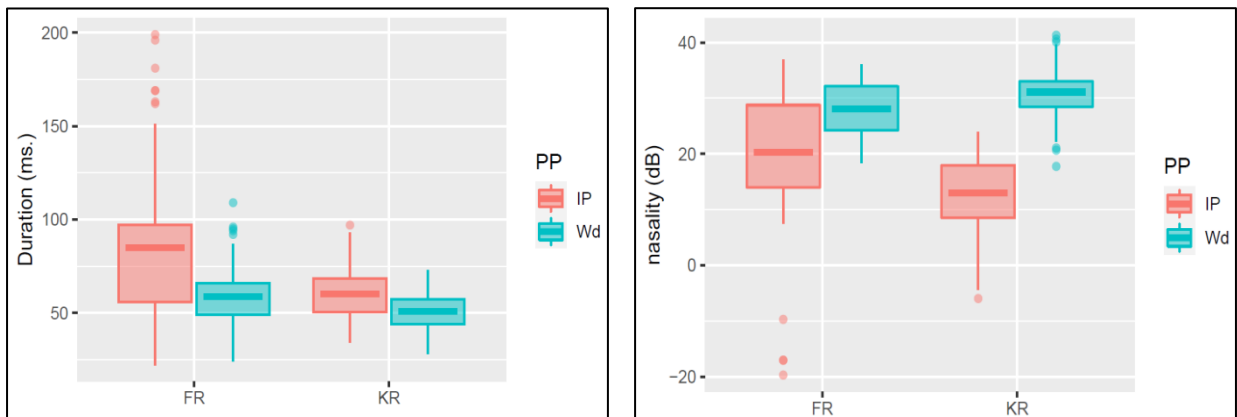 Duration (ms.)
200
150
100
50
FR
KR
PP
IP
Wd
nasality (dB)
40
20
0
−20
FR
KR
PP
IP
Wd